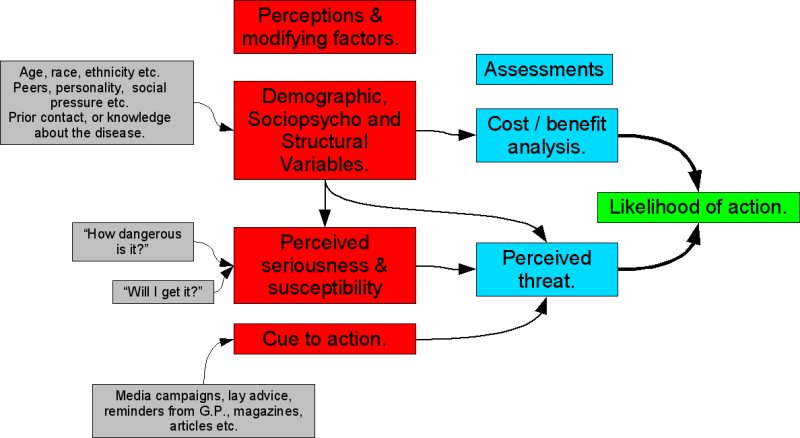 Perceptions &
modifying factors.
Assessments
Age, race, ethnicity etc.
Peers, personality, social
pressure etc.
Prior contact, or knowledge
about the disease.
Demographic,
Sociopsycho and
Structural
Variables.
Cost / benefit
analysis.
Likelihood of action.
“How dangerous
is it?”
“Will I get it?”
Perceived
seriousness &
susceptibility
Perceived
threat.
Cue to action.
Media campaigns, lay advice,
reminders from G.P., magazines,
articles etc.